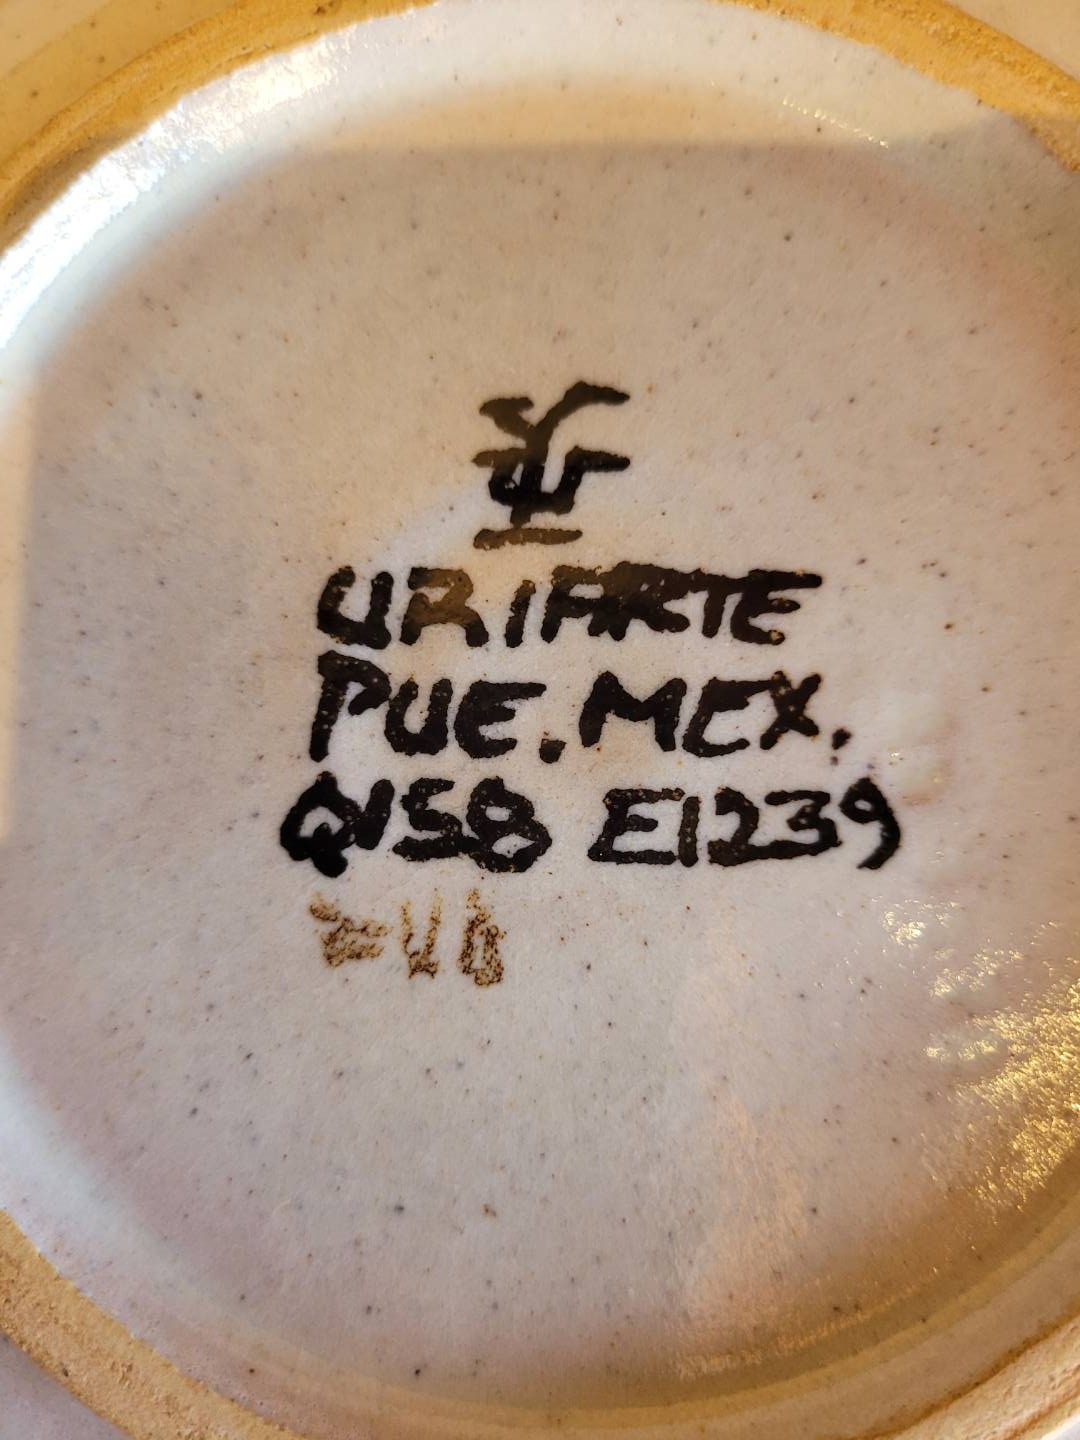 URIARTE
PUE. MEX.
Q158 E1239